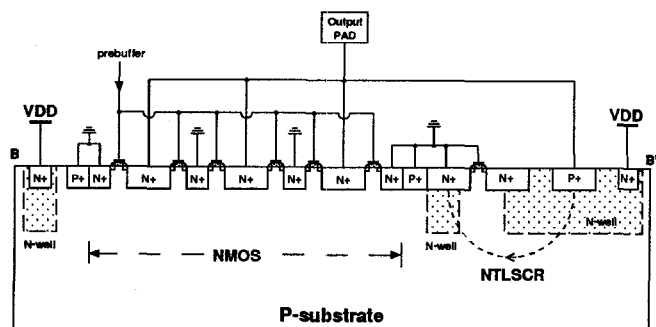 Output
PAD
prebuffer
VDD
VDD
B
B'
N+
P+
N+
N+
N+
N+
N+
N+
N+
P+
N+
N+
P+
N+
N-well
N-well
N-well
NMOS
NTLSCR
P-substrate